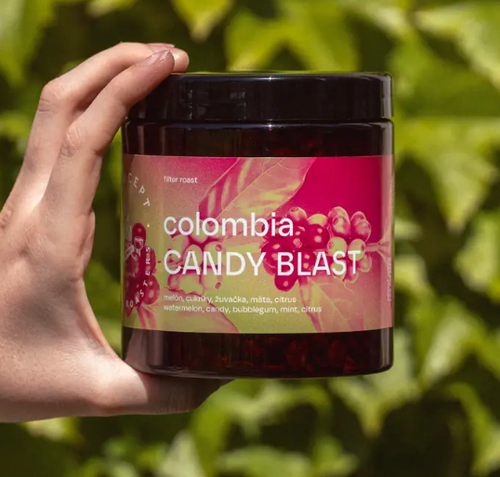 filter roast
colombia
CANDY BLAST
melón, cukríky, žuvačka, mäta, citrus
watermelon, candy, bubblegum, mint, citrus